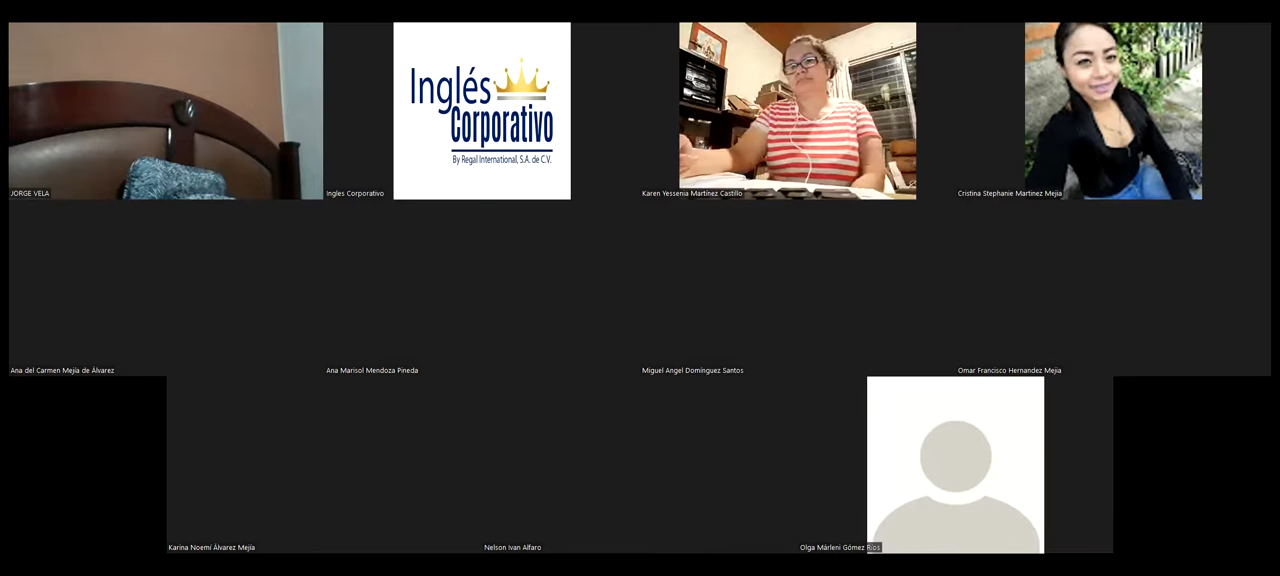 Inglés
Corporativo
By Regal International, S.A. de C.V.
JORGE VELA
Ingles Corporativo
Karen Yessenia Martínez Castillo
Cristina Stephanie Martinez Mejia
Ana del Carmen Mejía de Álvarez
Ana Marisol Mendoza Pineda
Miguel Angel Domínguez Santos
Omar Francisco Hernandez Mejia
Karina Noemí Álvarez Mejía
Nelson Ivan Alfaro
Olga Márleni Gómez Ríos